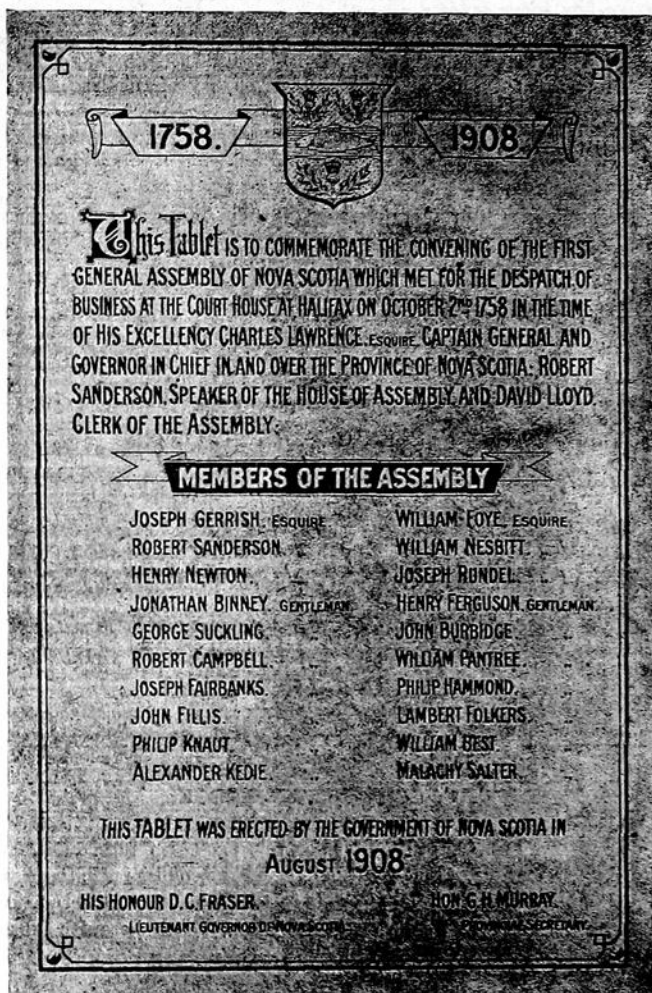 1758. 1908
This Tablet IS TO COMMEMORATE THE CONVENING OF THE FIRST
GENERAL ASSEMBLY OF NOVA SCOTIA WHICH MET FOR THE DESPATCH OF
BUSINESS AT THE COURT HOUSE AT HALIFAX ON OCTOBER 2ND 1758 IN THE TIME
OF HIS EXCELLENCY CHARLES LAWRENCE, ESQUIRE, CAPTAIN GENERAL AND
GOVERNOR IN CHIEF IN AND OVER THE PROVINCE OF NOVA SCOTIA: ROBERT
SANDERSON, SPEAKER OF THE HOUSE OF ASSEMBLY, AND DAVID LLOYD,
CLERK OF THE ASSEMBLY:
MEMBERS OF THE ASSEMBLY
JOSEPH GERRISH, ESQUIRE WILLIAM FOYE, ESQUIRE
ROBERT SANDERSON, " WILLIAM NESBITT, "
HENRY NEWTON, " JOSEPH RUNDEL, "
JONATHAN BINNEY, GENTLEMAN, HENRY FERGUSON, GENTLEMAN,
GEORGE SUCKLING, " JOHN BURBIDGE, "
ROBERT CAMPBELL, " WILLIAM PANTREE, "
JOSEPH FAIRBANKS, " PHILIP HAMMOND, "
JOHN FILLIS, " LAMBERT FOLKERS, "
PHILIP KNAUT, " WILLIAM BEST, "
ALEXANDER KEDIE, " MALACHY SALTER, "
THIS TABLET WAS ERECTED BY THE GOVERNMENT OF NOVA SCOTIA IN
AUGUST 1908
HIS HONOUR D.C. FRASER, HON. G.H. MURRAY,
LIEUTENANT GOVERNOR OF NOVA SCOTIA PROVINCIAL SECRETARY